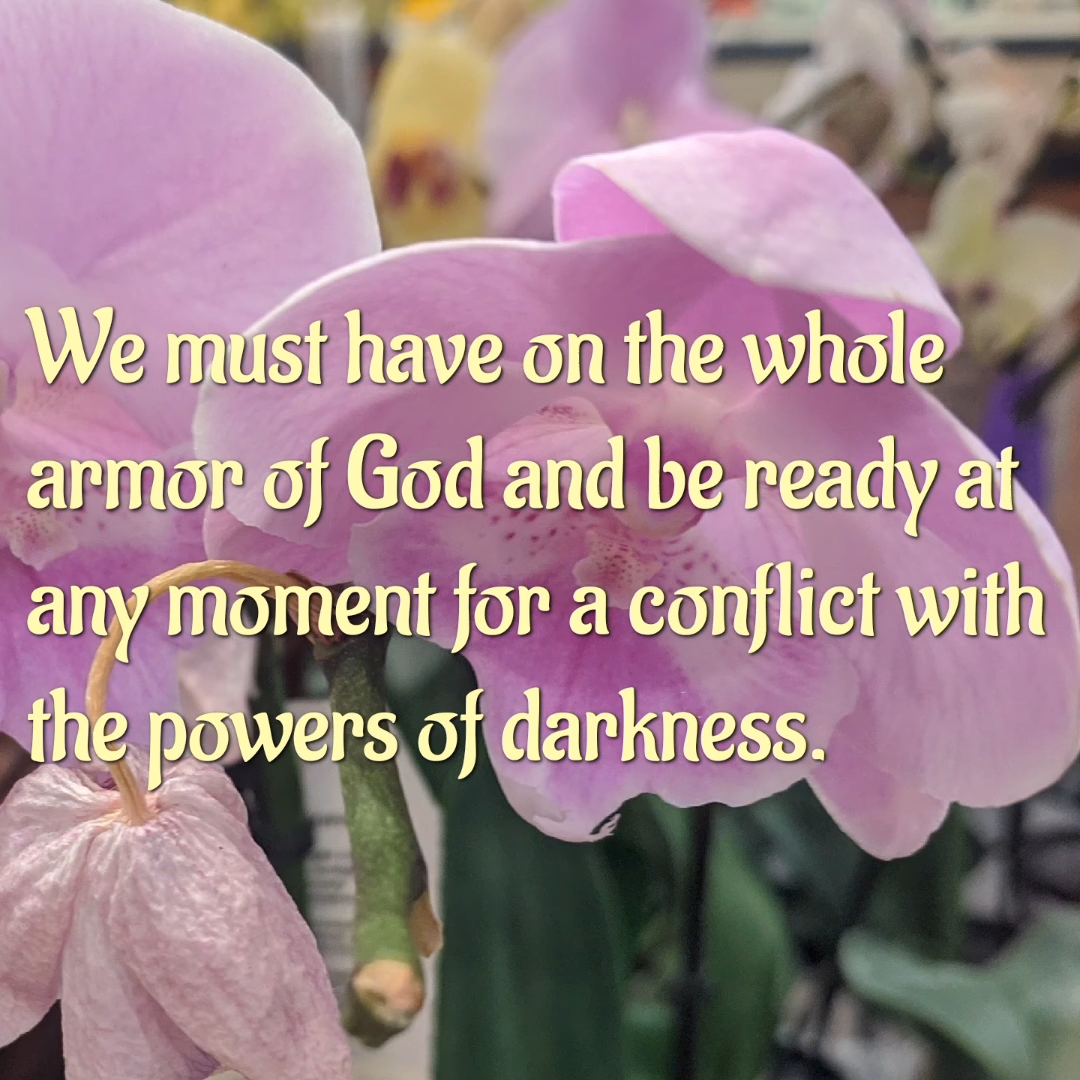 We must have on the whole
armor of God and be ready at
any moment for a conflict with
the powers of darkness.